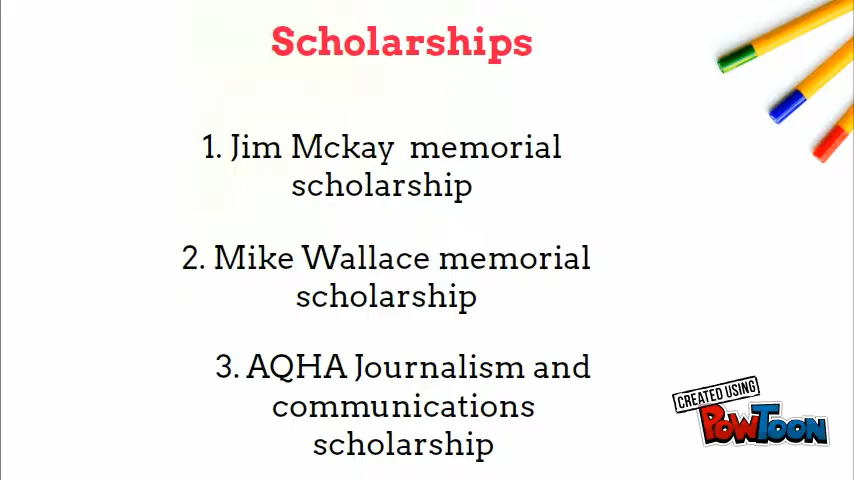 Scholarships
1. Jim Mckay memorial
scholarship
2. Mike Wallace memorial
scholarship
3. AQHA Journalism and
communications
scholarship
CREATED USING
POWTOON